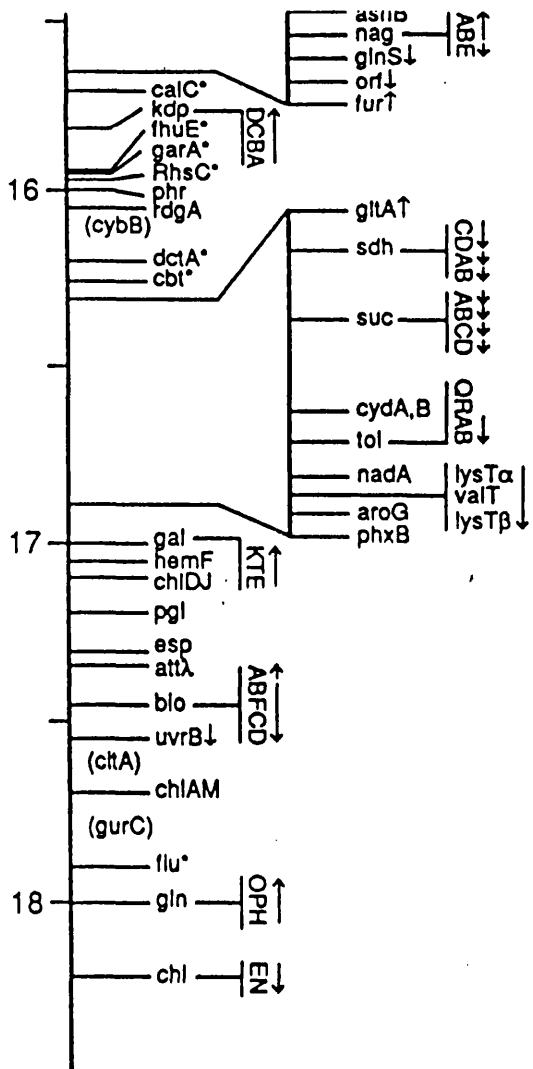 asnB
nag
ABE
glnS↓
orf↓
fur↑
calC*
kdp
DCBA
fhuE*
garA*
RhsC*
16
phr
rdgA
(cybB)
dctA*
cbt*
gltA↑
sdh
CDAB
suc
ABCD
cydA,B
tol
QRAB
nadA
lysTα
valT
aroG
lysTβ
phxB
17
gal
KTE
hemF
chlDJ
pgl
esp
attλ
bio
ABFCD
uvrB↓
(cltA)
chlAM
(gurC)
flu*
18
gln
OPH
chl
EN